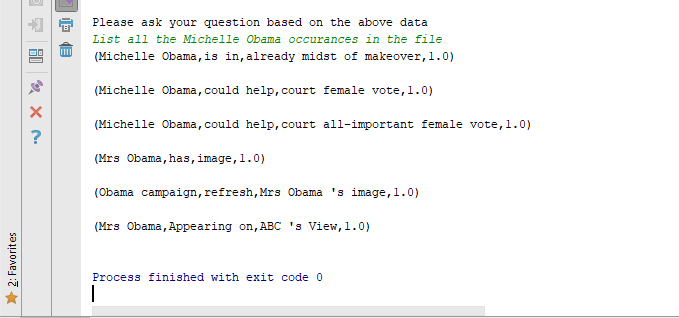 Please ask your question based on the above data
List all the Michelle Obama occurances in the file
(Michelle Obama,is in,already midst of makeover,1.0)
(Michelle Obama,could help,court female vote,1.0)
(Michelle Obama,could help,court all-important female vote,1.0)
(Mrs Obama,has,image,1.0)
(Obama campaign,refresh,Mrs Obama 's image,1.0)
(Mrs Obama,Appearing on,ABC 's View,1.0)
Process finished with exit code 0
2: Favorites